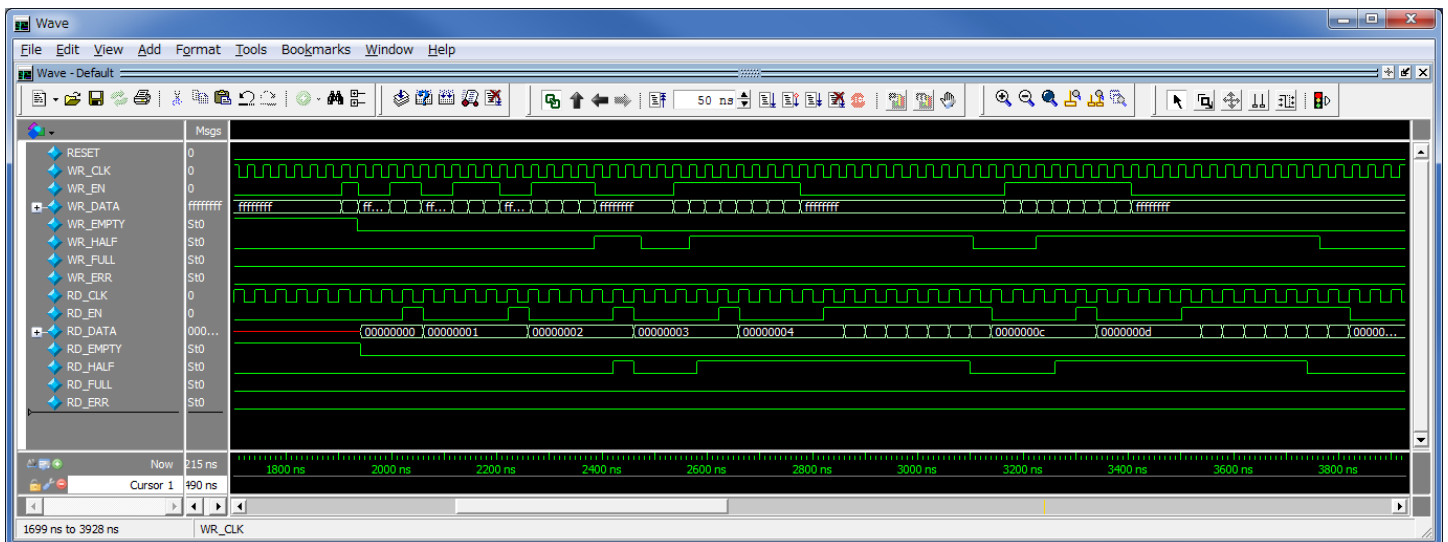 Wave
File Edit View Add Format Tools Bookmarks Window Help
Wave - Default
50 ns
Msgs
RESET 0
WR_CLK 0
WR_EN 0
WR_DATA ffffffff ffffffff ff... ff... ff... ffffffff ffffffff ffffffff
WR_EMPTY St0
WR_HALF St0
WR_FULL St0
WR_ERR St0
RD_CLK 0
RD_EN 0
RD_DATA 000... 00000000 00000001 00000002 00000003 00000004 0000000c 0000000d 00000...
RD_EMPTY St0
RD_HALF St0
RD_FULL St0
RD_ERR St0
Now 215 ns 1800 ns 2000 ns 2200 ns 2400 ns 2600 ns 2800 ns 3000 ns 3200 ns 3400 ns 3600 ns 3800 ns
Cursor 1 490 ns
1699 ns to 3928 ns WR_CLK